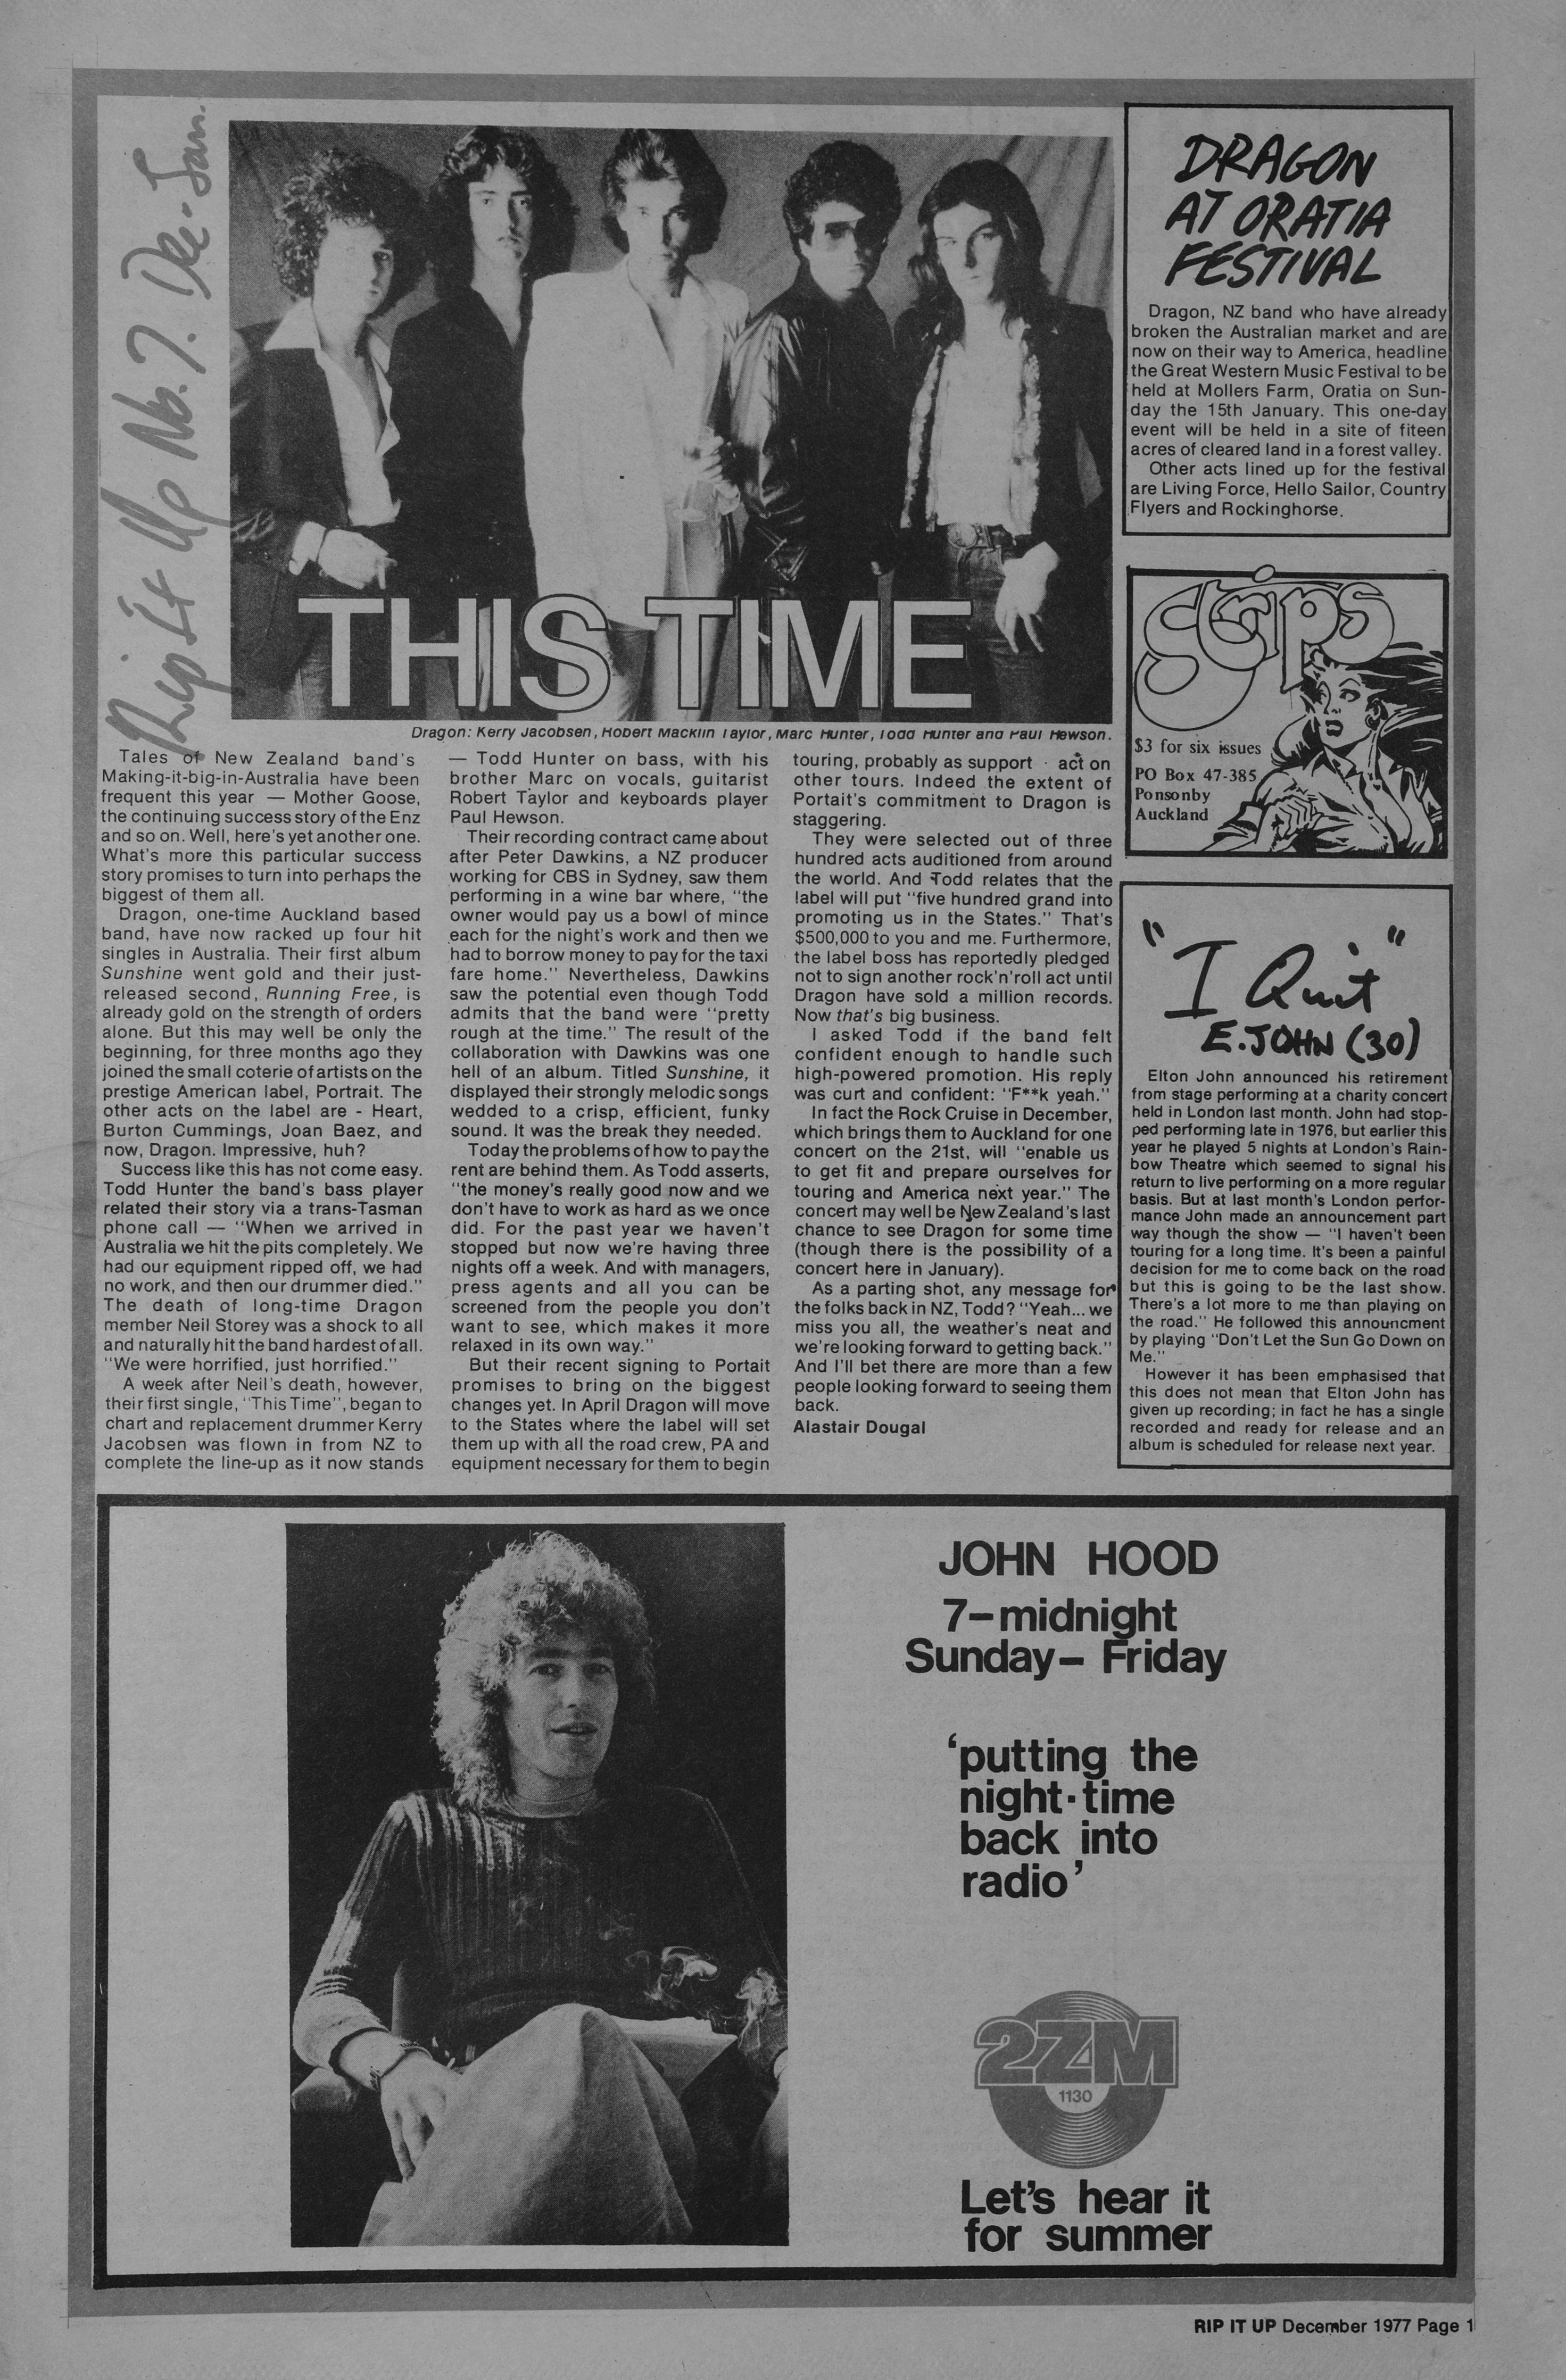 Rip It Up No. 7. Dec-Jan.
THIS TIME
Dragon: Kerry Jacobsen, Robert Macklin Taylor, Marc Hunter, Todd Hunter and Paul Hewson.
Tales of New Zealand band's
Making-it-big-in-Australia have been
frequent this year — Mother Goose,
the continuing success story of the Enz
and so on. Well, here's yet another one.
What's more this particular success
story promises to turn into perhaps the
biggest of them all.
Dragon, one-time Auckland based
band, have now racked up four hit
singles in Australia. Their first album
Sunshine went gold and their just-
released second, Running Free, is
already gold on the strength of orders
alone. But this may well be only the
beginning, for three months ago they
joined the small coterie of artists on the
prestige American label, Portrait. The
other acts on the label are - Heart,
Burton Cummings, Joan Baez, and
now, Dragon. Impressive, huh?
Success like this has not come easy.
Todd Hunter the band's bass player
related their story via a trans-Tasman
phone call — "When we arrived in
Australia we hit the pits completely. We
had our equipment ripped off, we had
no work, and then our drummer died."
The death of long-time Dragon
member Neil Storey was a shock to all
and naturally hit the band hardest of all.
"We were horrified, just horrified."
A week after Neil's death, however,
their first single, "This Time", began to
chart and replacement drummer Kerry
Jacobsen was flown in from NZ to
complete the line-up as it now stands
— Todd Hunter on bass, with his
brother Marc on vocals, guitarist
Robert Taylor and keyboards player
Paul Hewson.
Their recording contract came about
after Peter Dawkins, a NZ producer
working for CBS in Sydney, saw them
performing in a wine bar where, "the
owner would pay us a bowl of mince
each for the night's work and then we
had to borrow money to pay for the taxi
fare home." Nevertheless, Dawkins
saw the potential even though Todd
admits that the band were "pretty
rough at the time." The result of the
collaboration with Dawkins was one
hell of an album. Titled Sunshine, it
displayed their strongly melodic songs
wedded to a crisp, efficient, funky
sound. It was the break they needed.
Today the problems of how to pay the
rent are behind them. As Todd asserts,
"the money's really good now and we
don't have to work as hard as we once
did. For the past year we haven't
stopped but now we're having three
nights off a week. And with managers,
press agents and all you can be
screened from the people you don't
want to see, which makes it more
relaxed in its own way."
But their recent signing to Portait
promises to bring on the biggest
changes yet. In April Dragon will move
to the States where the label will set
them up with all the road crew, PA and
equipment necessary for them to begin
touring, probably as support act on
other tours. Indeed the extent of
Portait's commitment to Dragon is
staggering.
They were selected out of three
hundred acts auditioned from around
the world. And Todd relates that the
label will put "five hundred grand into
promoting us in the States." That's
$500,000 to you and me. Furthermore,
the label boss has reportedly pledged
not to sign another rock'n'roll act until
Dragon have sold a million records.
Now that's big business.
I asked Todd if the band felt
confident enough to handle such
high-powered promotion. His reply
was curt and confident: "F**k yeah."
In fact the Rock Cruise in December,
which brings them to Auckland for one
concert on the 21st, will "enable us
to get fit and prepare ourselves for
touring and America next year." The
concert may well be New Zealand's last
chance to see Dragon for some time
(though there is the possibility of a
concert here in January).
As a parting shot, any message for
the folks back in NZ, Todd? "Yeah... we
miss you all, the weather's neat and
we're looking forward to getting back."
And I'll bet there are more than a few
people looking forward to seeing them
back.
Alastair Dougal
DRAGON
AT ORATIA
FESTIVAL
Dragon, NZ band who have already
broken the Australian market and are
now on their way to America, headline
the Great Western Music Festival to be
held at Mollers Farm, Oratia on Sun-
day the 15th January. This one-day
event will be held in a site of fiteen
acres of cleared land in a forest valley.
Other acts lined up for the festival
are Living Force, Hello Sailor, Country
Flyers and Rockinghorse.
strips
$3 for six issues
PO Box 47-385
Ponsonby
Auckland
"I Quit"
E. JOHN (30)
Elton John announced his retirement
from stage performing at a charity concert
held in London last month. John had stop-
ped performing late in 1976, but earlier this
year he played 5 nights at London's Rain-
bow Theatre which seemed to signal his
return to live performing on a more regular
basis. But at last month's London perfor-
mance John made an announcement part
way though the show — "I haven't been
touring for a long time. It's been a painful
decision for me to come back on the road
but this is going to be the last show.
There's a lot more to me than playing on
the road." He followed this announcment
by playing "Don't Let the Sun Go Down on
Me."
However it has been emphasised that
this does not mean that Elton John has
given up recording; in fact he has a single
recorded and ready for release and an
album is scheduled for release next year.
JOHN HOOD
7–midnight
Sunday– Friday
'putting the
night·time
back into
radio'
2ZM
1130
Let's hear it
for summer
RIP IT UP December 1977 Page 1